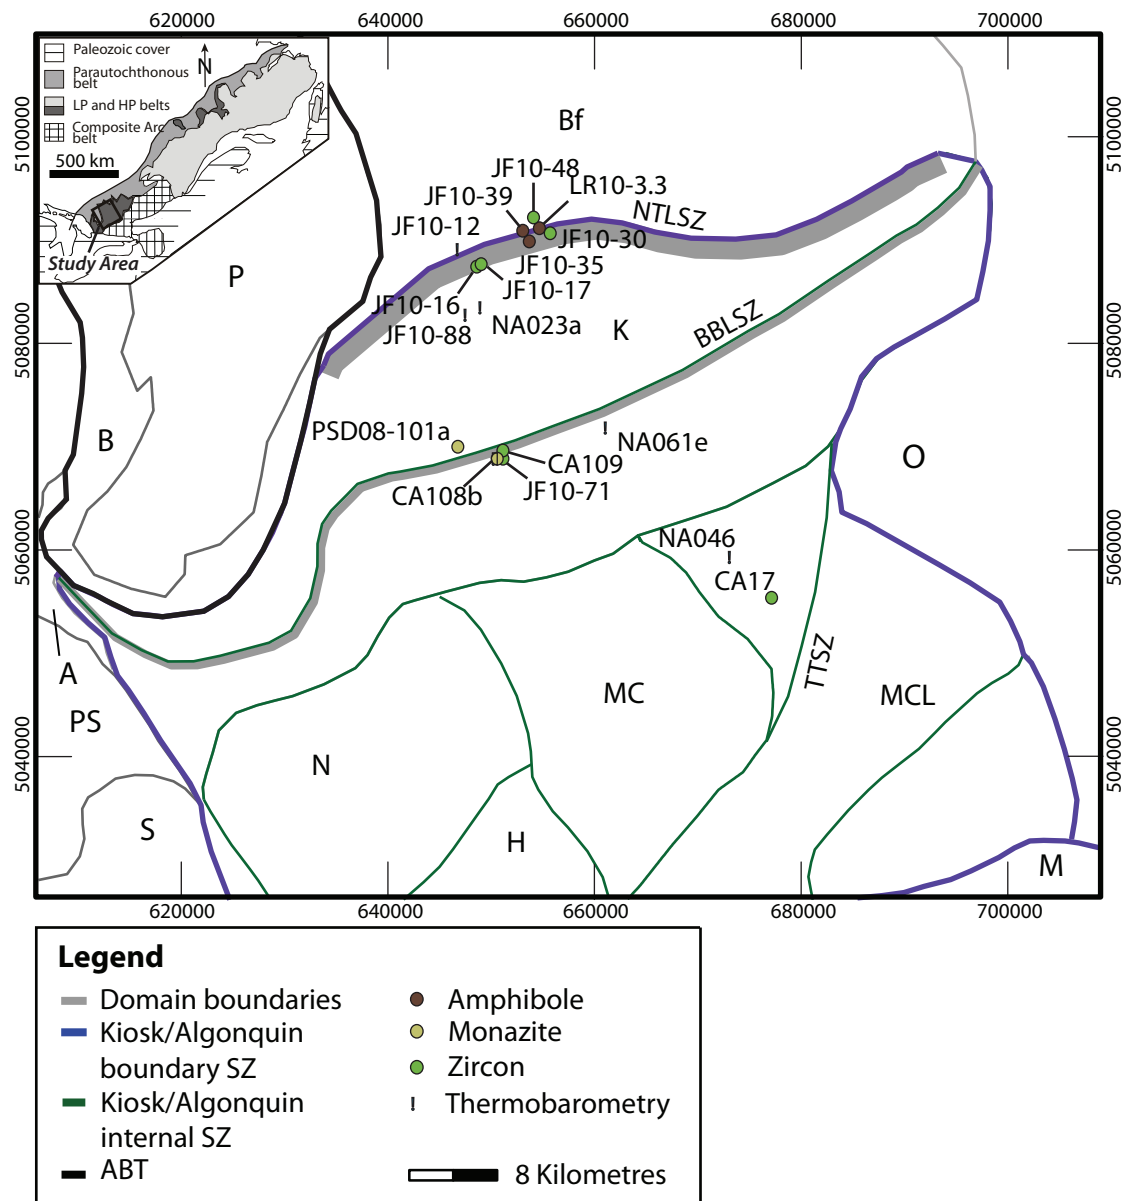 620000
640000
660000
680000
700000
Paleozoic cover
Parautochthonous
belt
LP and HP belts
Composite Arc
belt
500 km
N
Study Area
5100000
5080000
5060000
5040000
5100000
5080000
5060000
5040000
Bf
JF10-48
JF10-39
LR10-3.3
JF10-12
NTLSZ
JF10-30
JF10-35
JF10-17
JF10-16
NA023a
JF10-88
P
K
BBLSZ
B
PSD08-101a
NA061e
CA109
CA108b
JF10-71
O
NA046
CA17
TTSZ
A
PS
MC
MCL
N
S
H
M
620000
640000
660000
680000
700000
Legend
Domain boundaries
Kiosk/Algonquin
boundary SZ
Kiosk/Algonquin
internal SZ
ABT
Amphibole
Monazite
Zircon
Thermobarometry
8 Kilometres